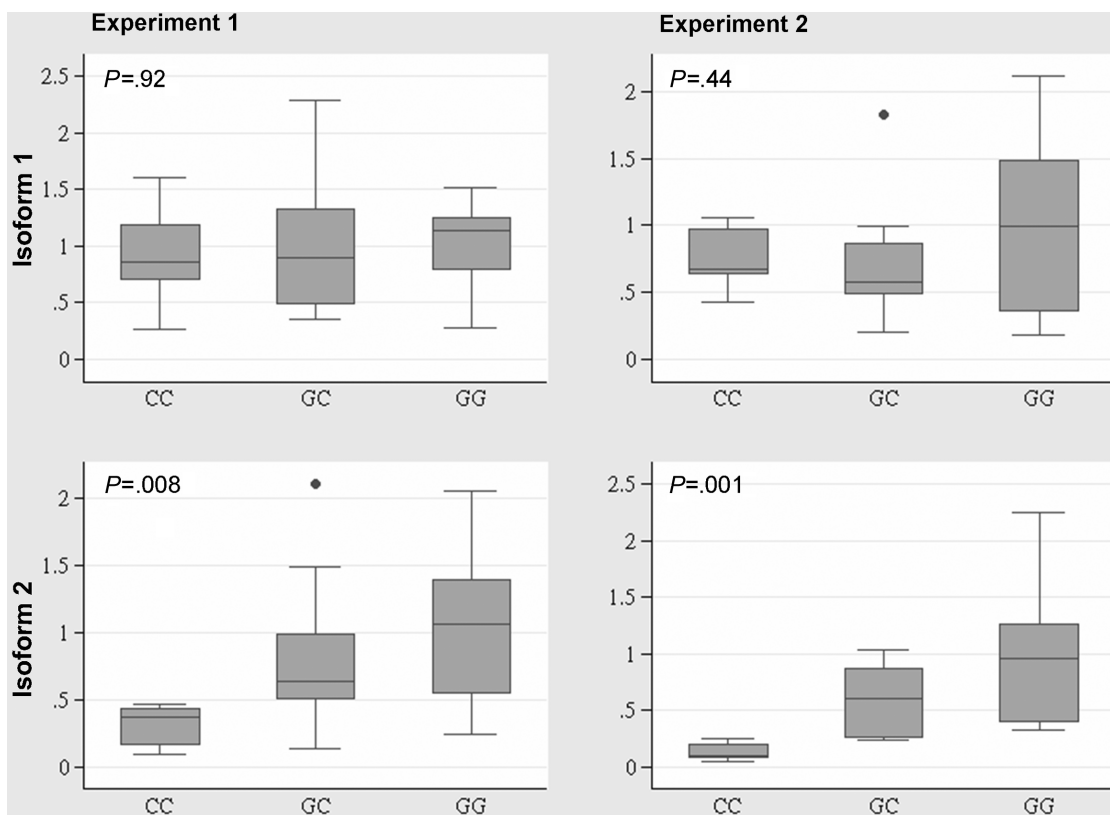 Experiment 1
Experiment 2
Isoform 1
P=.92
2.5
2
1.5
1
.5
0
CC GC GG
P=.44
2
1.5
1
.5
0
CC GC GG
Isoform 2
P=.008
2
1.5
1
.5
0
CC GC GG
P=.001
2.5
2
1.5
1
.5
0
CC GC GG